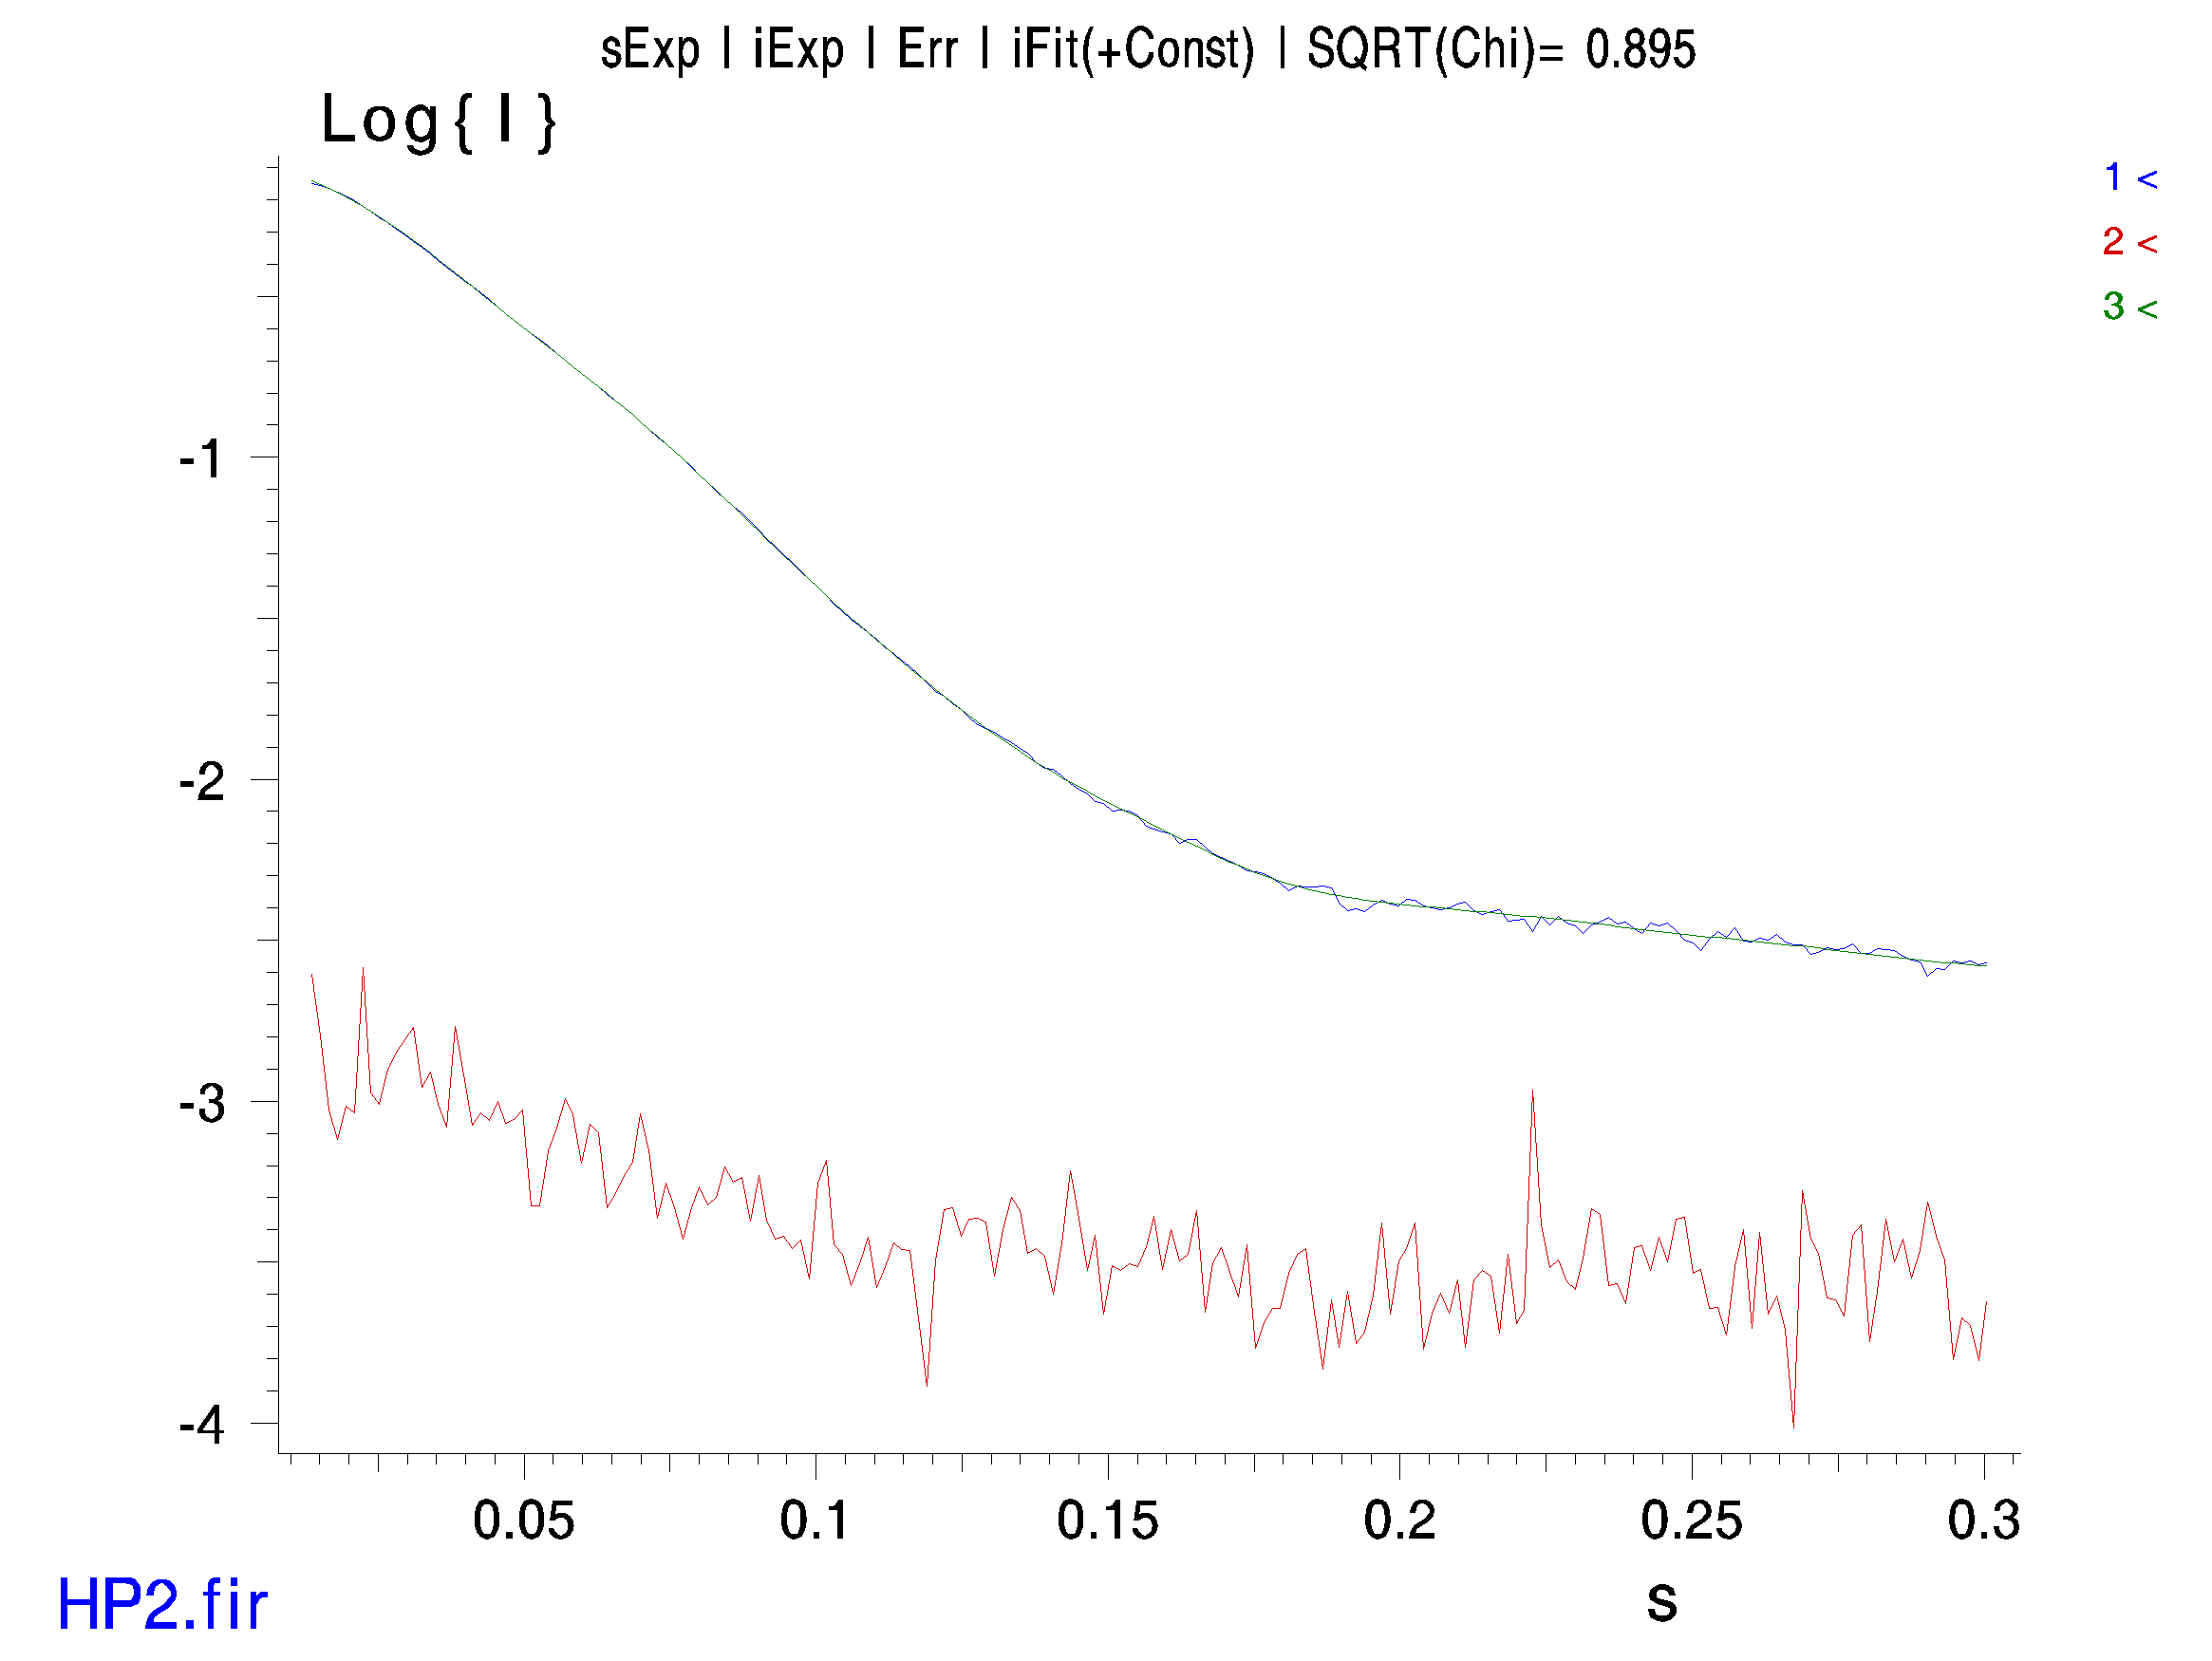 sExp | iExp | Err | iFit(+Const) | SQRT(Chi)= 0.895
Log{ I }
1 <
2 <
3 <
-1
-2
-3
-4
0.05 0.1 0.15 0.2 0.25 0.3
HP2.fir s